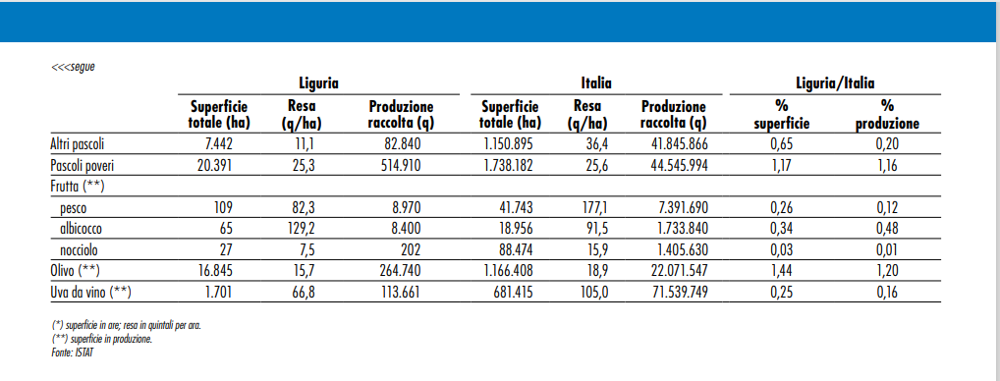 <<<segue
Liguria Italia Liguria/Italia
Superficie totale (ha) Resa (q/ha) Produzione raccolta (q) Superficie totale (ha) Resa (q/ha) Produzione raccolta (q) % superficie % produzione
Altri pascoli 7.442 11,1 82.840 1.150.895 36,4 41.845.866 0,65 0,20
Pascoli poveri 20.391 25,3 514.910 1.738.182 25,6 44.545.994 1,17 1,16
Frutta (**)
pesco 109 82,3 8.970 41.743 177,1 7.391.690 0,26 0,12
albicocco 65 129,2 8.400 18.956 91,5 1.733.840 0,34 0,48
nocciolo 27 7,5 202 88.474 15,9 1.405.630 0,03 0,01
Olivo (**) 16.845 15,7 264.740 1.166.408 18,9 22.071.547 1,44 1,20
Uva da vino (**) 1.701 66,8 113.661 681.415 105,0 71.539.749 0,25 0,16
(*) superficie in are; resa in quintali per ara.
(**) superficie in produzione.
Fonte: ISTAT